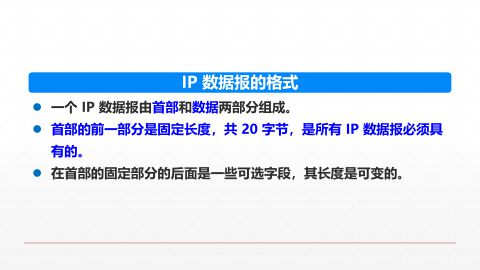 IP 数据报的格式
一个 IP 数据报由首部和数据两部分组成。
首部的前一部分是固定长度，共 20 字节，是所有 IP 数据报必须具
有的。
在首部的固定部分的后面是一些可选字段，其长度是可变的。